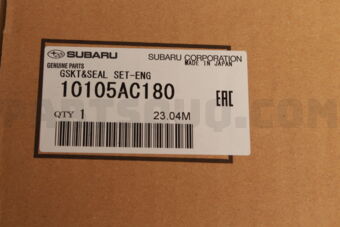 SUBARU
SUBARU CORPORATION
GENUINE PARTS
MADE IN JAPAN
GSKT&SEAL SET-ENG
10105AC180
EAC
QTY 1
23.04M